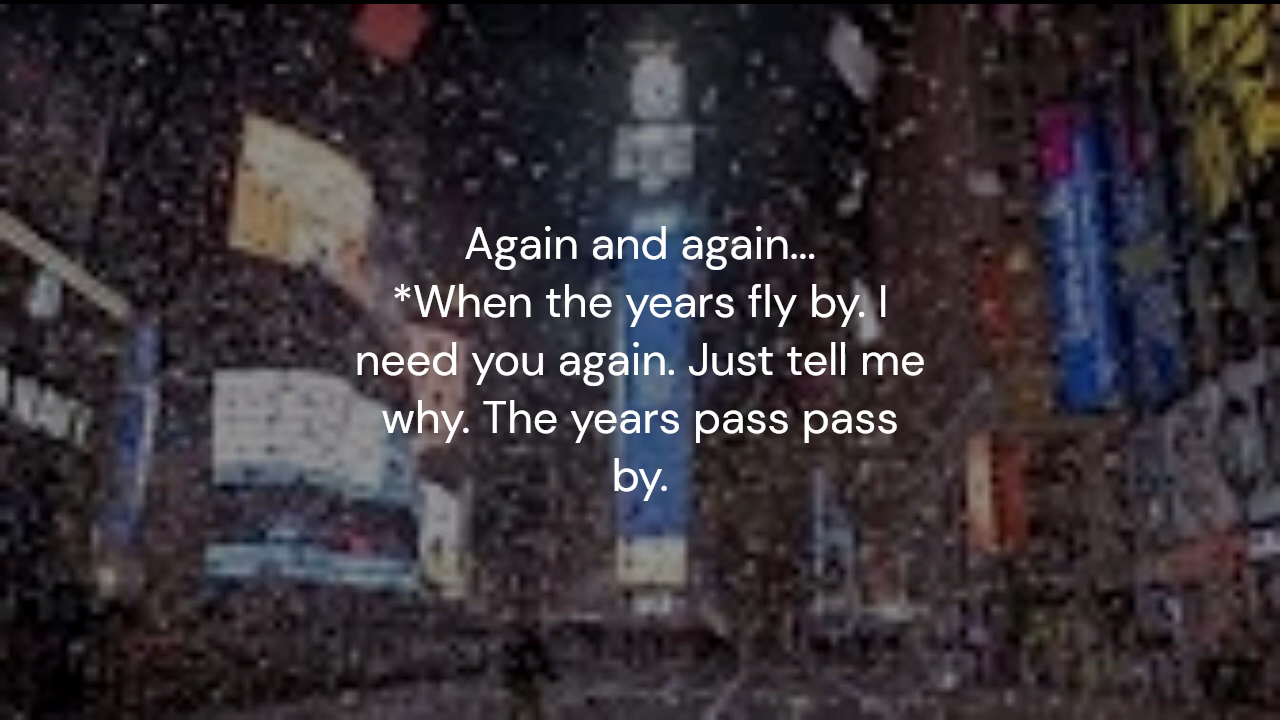 Again and again...
*When the years fly by. I
need you again. Just tell me
why. The years pass pass
by.